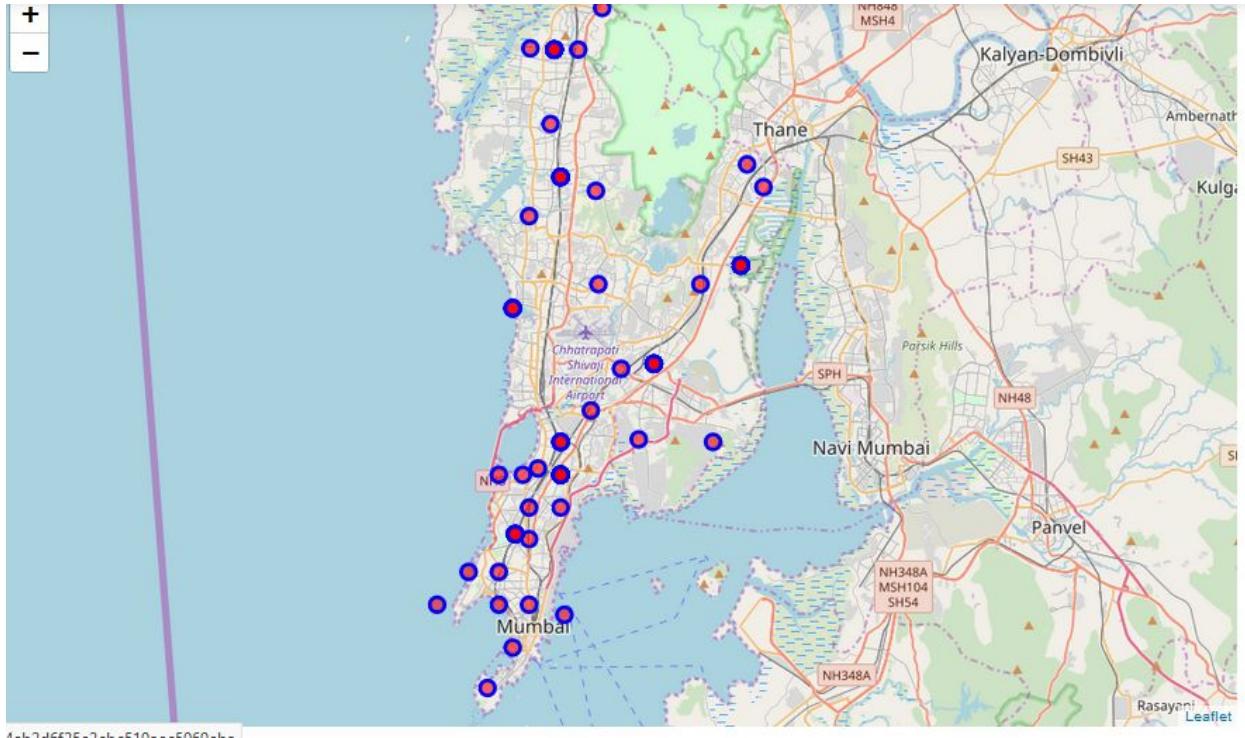 +
−
NH848
MSH4
Kalyan-Dombivli
Ambernath
Thane
SH43
Kulga
Chhatrapati
Shivaji
International
Airport
Parsik Hills
SPH
NH48
Navi Mumbai
Panvel
NH348A
MSH104
SH54
Mumbai
NH348A
Rasayani
Leaflet